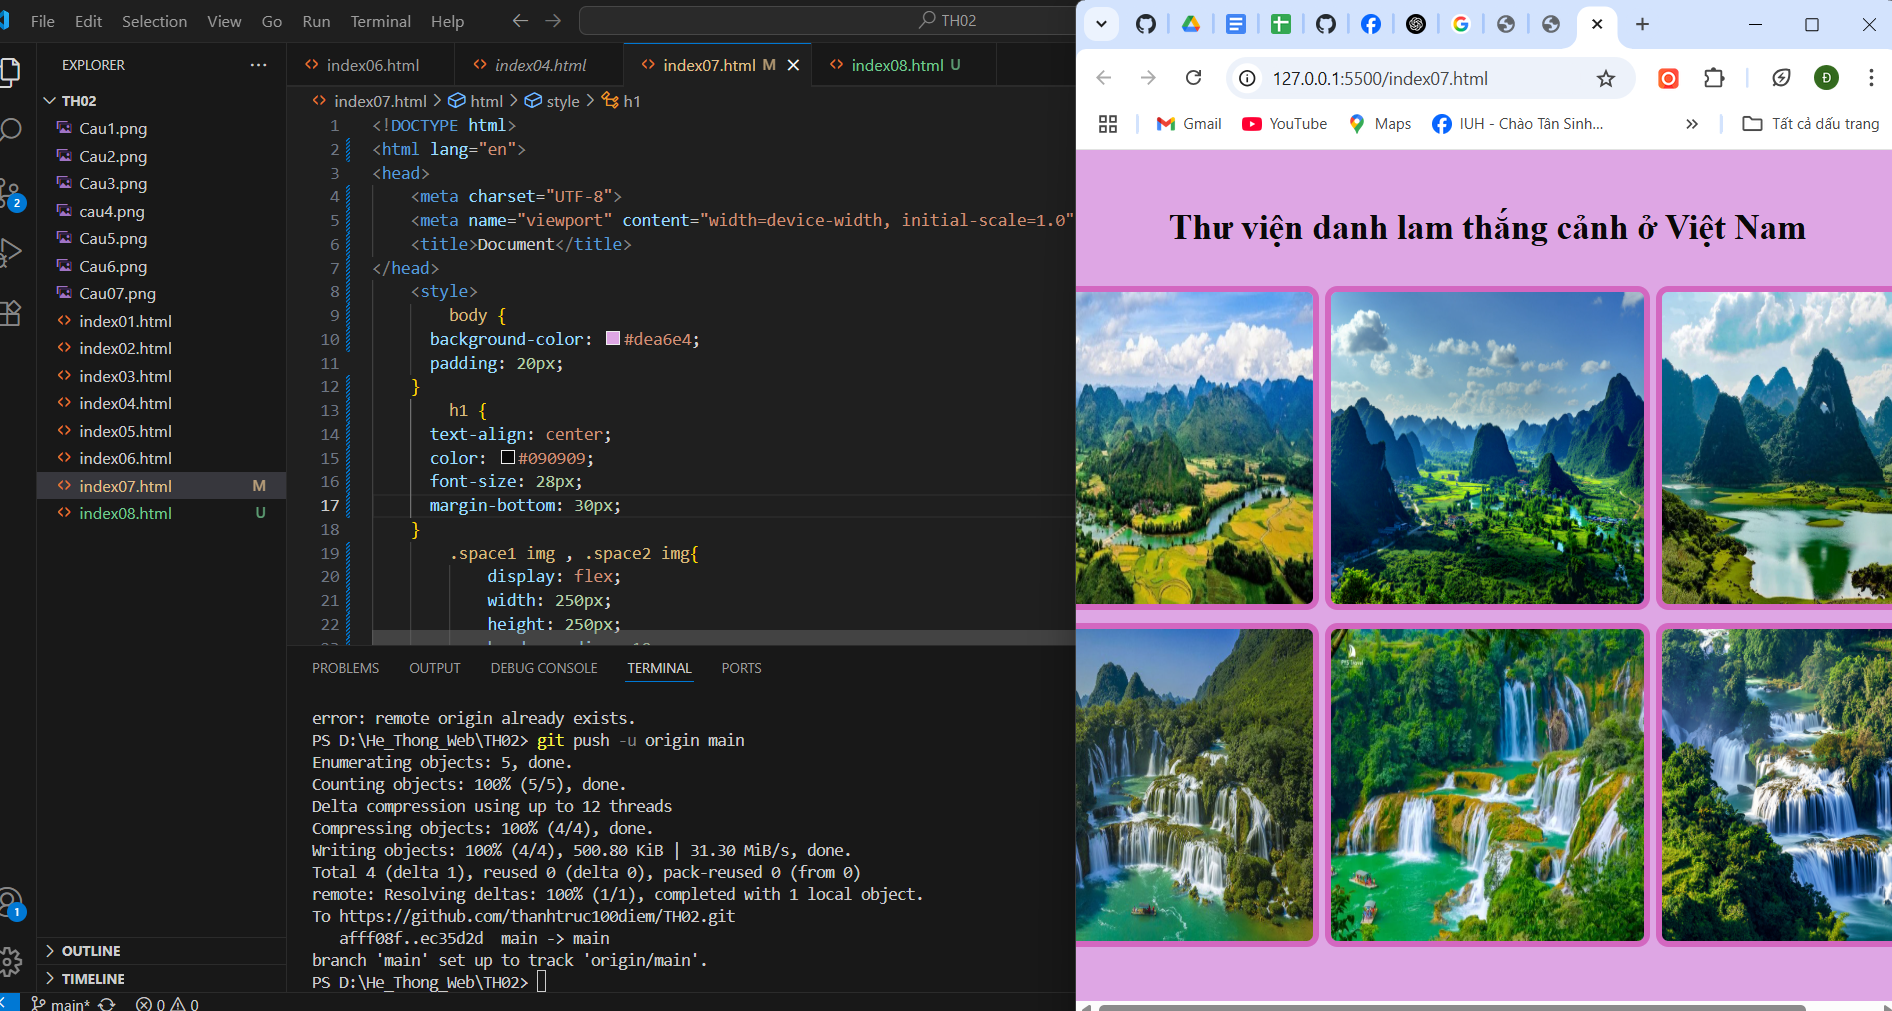 File Edit Selection View Go Run Terminal Help
TH02
EXPLORER
TH02
Cau1.png
Cau2.png
Cau3.png
cau4.png
Cau5.png
Cau6.png
Cau07.png
index01.html
index02.html
index03.html
index04.html
index05.html
index06.html
index07.html M
index08.html U
OUTLINE
TIMELINE
2
1
main* 0 0
index06.html index04.html index07.html M index08.html U
index07.html > html > style > h1
1 <!DOCTYPE html>
2 <html lang="en">
3 <head>
4 <meta charset="UTF-8">
5 <meta name="viewport" content="width=device-width, initial-scale=1.0"
6 <title>Document</title>
7 </head>
8 <style>
9 body {
10 background-color: #dea6e4;
11 padding: 20px;
12 }
13 h1 {
14 text-align: center;
15 color: #090909;
16 font-size: 28px;
17 margin-bottom: 30px;
18 }
19 .space1 img , .space2 img{
20 display: flex;
21 width: 250px;
22 height: 250px;
PROBLEMS OUTPUT DEBUG CONSOLE TERMINAL PORTS
error: remote origin already exists.
PS D:\He_Thong_Web\TH02> git push -u origin main
Enumerating objects: 5, done.
Counting objects: 100% (5/5), done.
Delta compression using up to 12 threads
Compressing objects: 100% (4/4), done.
Writing objects: 100% (4/4), 500.80 KiB | 31.30 MiB/s, done.
Total 4 (delta 1), reused 0 (delta 0), pack-reused 0 (from 0)
remote: Resolving deltas: 100% (1/1), completed with 1 local object.
To https://github.com/thanhtruc100diem/TH02.git
afff08f..ec35d2d main -> main
branch 'main' set up to track 'origin/main'.
PS D:\He_Thong_Web\TH02>
127.0.0.1:5500/index07.html
Đ
Gmail YouTube Maps IUH - Chào Tân Sinh... Tất cả dấu trang
Thư viện danh lam thắng cảnh ở Việt Nam